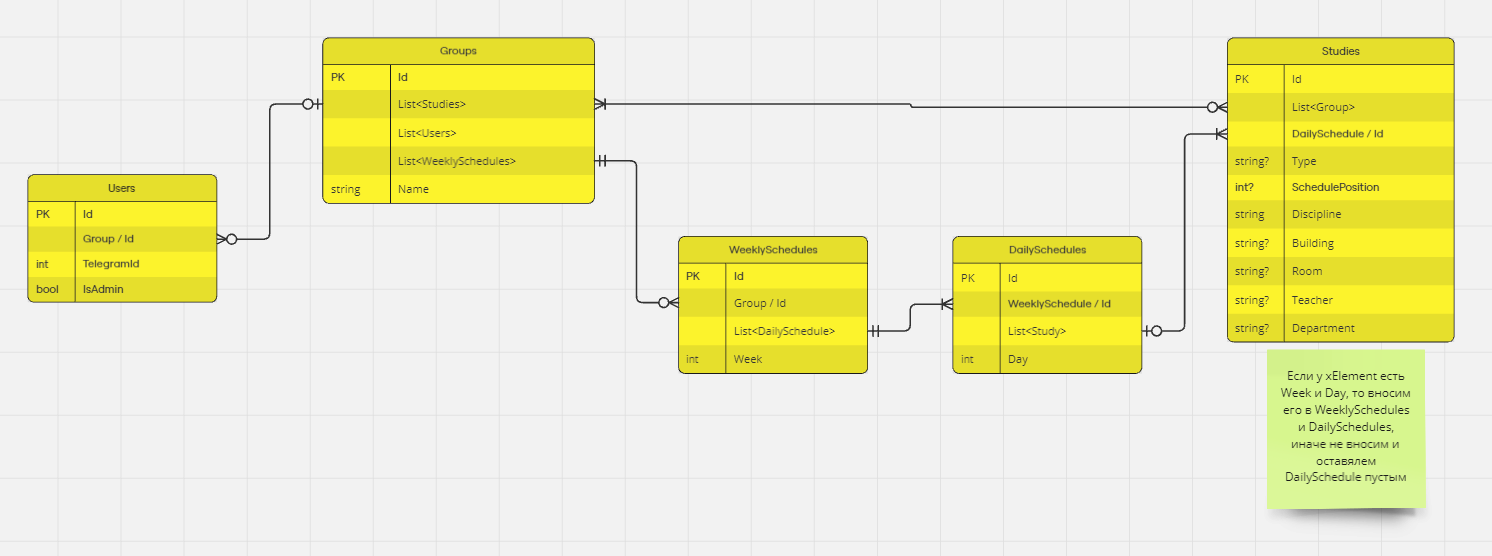 Groups
PK Id
List<Studies>
List<Users>
List<WeeklySchedules>
string Name
Studies
PK Id
List<Group>
DailySchedule / Id
string? Type
int? SchedulePosition
string Discipline
string? Building
string? Room
string? Teacher
string? Department
Users
PK Id
Group / Id
int TelegramId
bool IsAdmin
WeeklySchedules
PK Id
Group / Id
List<DailySchedule>
int Week
DailySchedules
PK Id
WeeklySchedule / Id
List<Study>
int Day
Если у xElement есть
Week и Day, то вносим
его в WeeklySchedules
и DailySchedules,
иначе не вносим и
оставялем
DailySchedule пустым